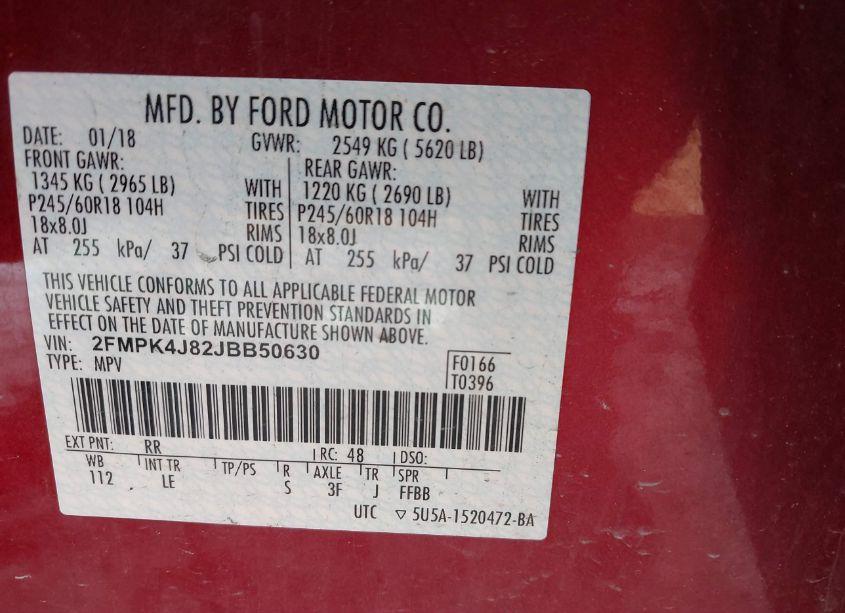 MFD. BY FORD MOTOR CO.
DATE: 01/18 GVWR: 2549 KG ( 5620 LB)
FRONT GAWR: REAR GAWR:
1345 KG ( 2965 LB) WITH 1220 KG ( 2690 LB) WITH
P245/60R18 104H TIRES P245/60R18 104H TIRES
18x8.0J RIMS 18x8.0J RIMS
AT 255 kPa/ 37 PSI COLD AT 255 kPa/ 37 PSI COLD
THIS VEHICLE CONFORMS TO ALL APPLICABLE FEDERAL MOTOR
VEHICLE SAFETY AND THEFT PREVENTION STANDARDS IN
EFFECT ON THE DATE OF MANUFACTURE SHOWN ABOVE.
VIN: 2FMPK4J82JBB50630
TYPE: MPV F0166
T0396
EXT PNT: RR RC: 48 DSO:
WB INT TR TP/PS R AXLE TR SPR
112 LE S 3F J FFBB
UTC ▽ 5U5A-1520472-BA